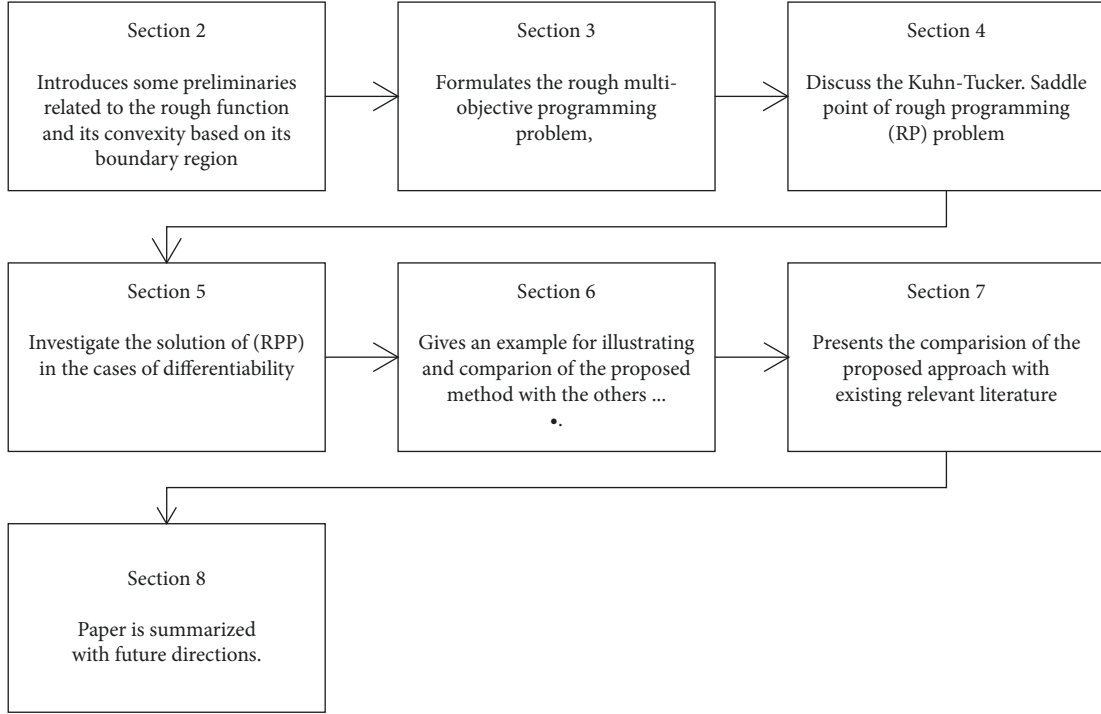 Section 2
Introduces some preliminaries
related to the rough function
and its convexity based on its
boundary region
Section 3
Formulates the rough multi-
objective programming
problem,
Section 4
Discuss the Kuhn-Tucker. Saddle
point of rough programming
(RP) problem
Section 5
Investigate the solution of (RPP)
in the cases of differentiability
Section 6
Gives an example for illustrating
and comparion of the proposed
method with the others ...
•.
Section 7
Presents the comparision of the
proposed approach with
existing relevant literature
Section 8
Paper is summarized
with future directions.